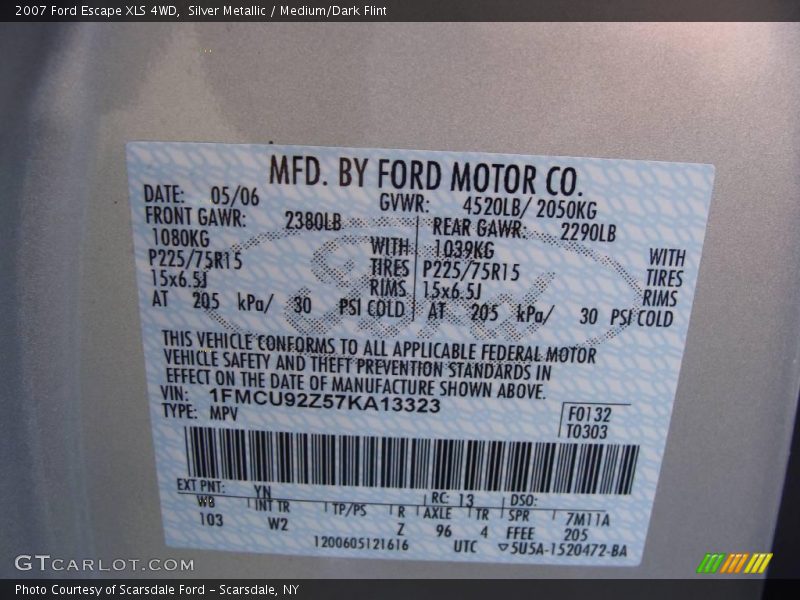 2007 Ford Escape XLS 4WD, Silver Metallic / Medium/Dark Flint
MFD. BY FORD MOTOR CO.
DATE: 05/06 GVWR: 4520LB/ 2050KG
FRONT GAWR: 2380LB REAR GAWR: 2290LB
1080KG WITH 1039KG WITH
P225/75R15 TIRES P225/75R15 TIRES
15x6.5J RIMS 15x6.5J RIMS
AT 205 kPa/ 30 PSI COLD AT 205 kPa/ 30 PSI COLD
THIS VEHICLE CONFORMS TO ALL APPLICABLE FEDERAL MOTOR
VEHICLE SAFETY AND THEFT PREVENTION STANDARDS IN
EFFECT ON THE DATE OF MANUFACTURE SHOWN ABOVE.
VIN: 1FMCU92Z57KA13323
TYPE: MPV
F0132
T0303
EXT PNT: YN RC: 13 DSO:
WB INT TR TP/PS R AXLE TR SPR 7M11A
103 W2 Z 96 4 FFEE 205
1200605121616 UTC ▽5U5A-1520472-BA
GTCARLOT.COM
Photo Courtesy of Scarsdale Ford - Scarsdale, NY